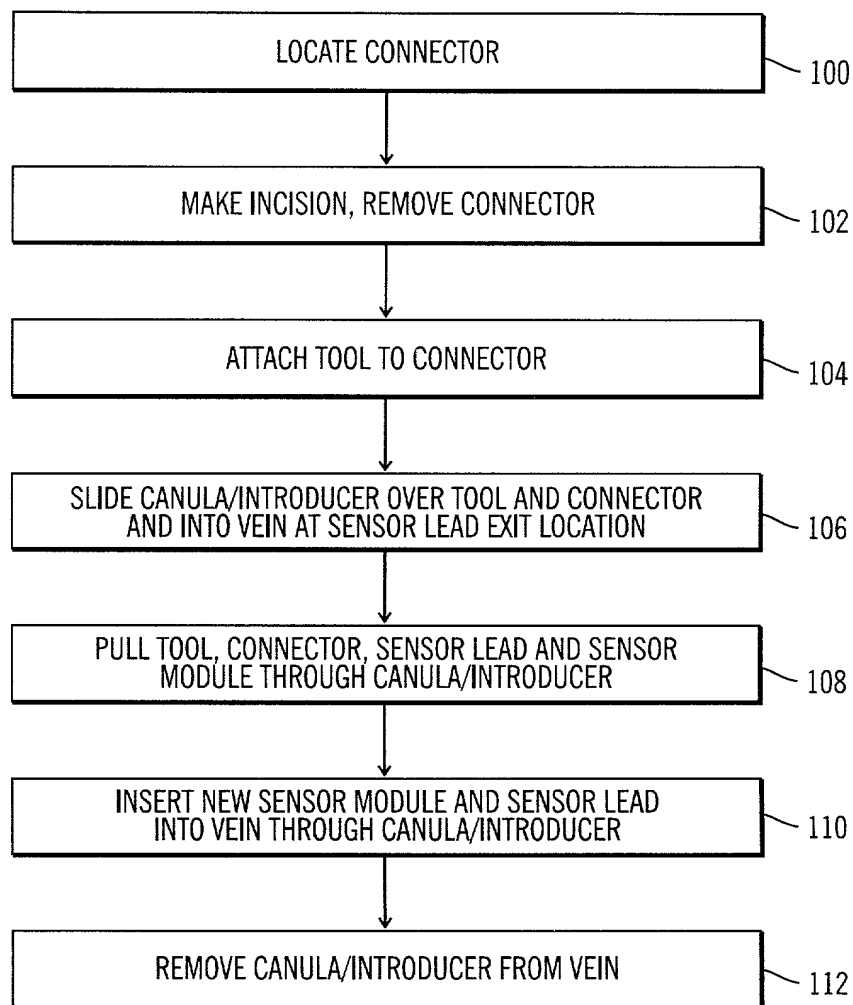 LOCATE CONNECTOR
100
MAKE INCISION, REMOVE CONNECTOR
102
ATTACH TOOL TO CONNECTOR
104
SLIDE CANULA/INTRODUCER OVER TOOL AND CONNECTOR
AND INTO VEIN AT SENSOR LEAD EXIT LOCATION
106
PULL TOOL, CONNECTOR, SENSOR LEAD AND SENSOR
MODULE THROUGH CANULA/INTRODUCER
108
INSERT NEW SENSOR MODULE AND SENSOR LEAD
INTO VEIN THROUGH CANULA/INTRODUCER
110
REMOVE CANULA/INTRODUCER FROM VEIN
112